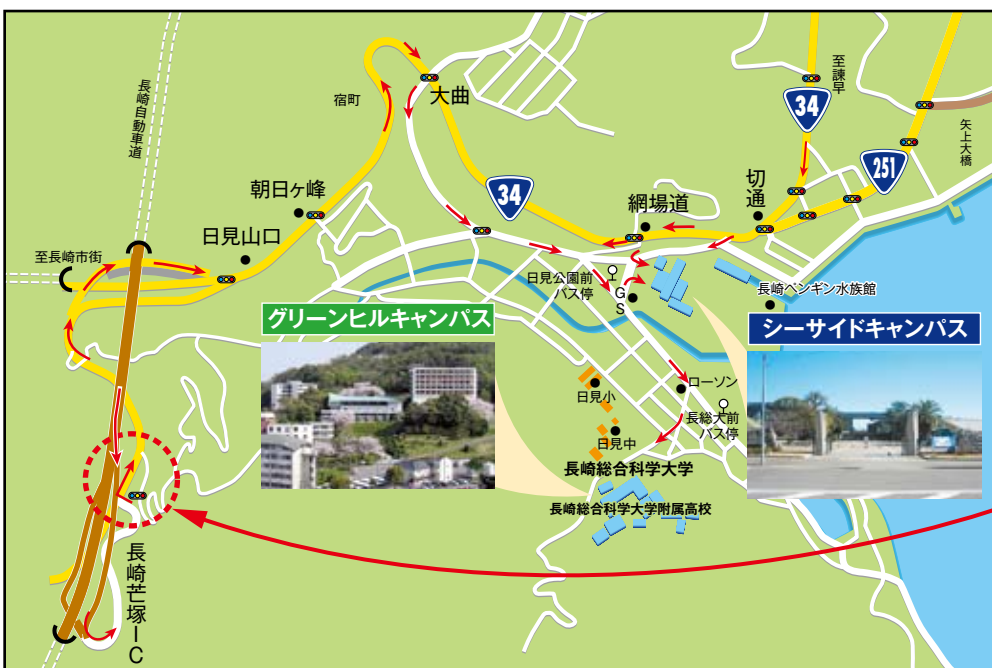 長崎自動車道
宿町
大曲
34
至諫早
矢上大橋
251
朝日ヶ峰
34
網場道
切通
日見山口
至長崎市街
日見公園前
バス停
GS
長崎ペンギン水族館
グリーンヒルキャンパス
シーサイドキャンパス
ローソン
日見小
長総大前
バス停
日見中
長崎総合科学大学
長崎総合科学大学附属高校
長崎芒塚IC